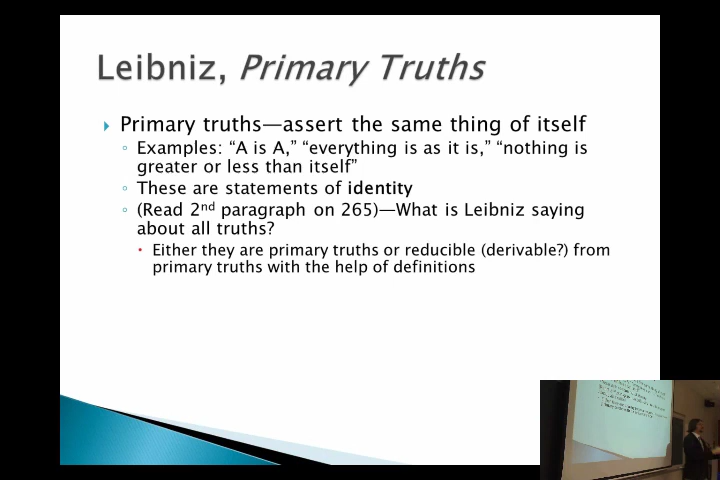 Leibniz, Primary Truths
Primary truths—assert the same thing of itself
Examples: “A is A,” “everything is as it is,” “nothing is
greater or less than itself”
These are statements of identity
(Read 2nd paragraph on 265)—What is Leibniz saying
about all truths?
Either they are primary truths or reducible (derivable?) from
primary truths with the help of definitions